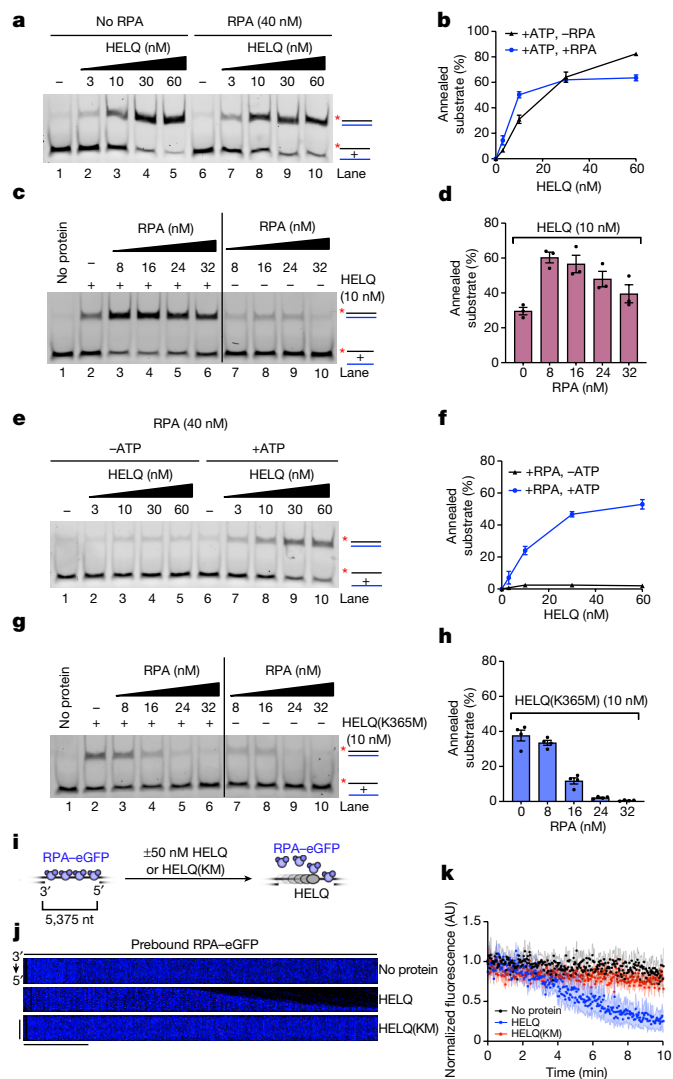 a
No RPA RPA (40 nM)
HELQ (nM) HELQ (nM)
– 3 10 30 60 – 3 10 30 60
*
*
+
1 2 3 4 5 6 7 8 9 10 Lane
b
+ATP, –RPA
+ATP, +RPA
Annealed substrate (%)
100
80
60
40
20
0
0 20 40 60
HELQ (nM)
c
No protein
RPA (nM) RPA (nM)
– 8 16 24 32 8 16 24 32
+ + + + + – – – – HELQ (10 nM)
*
*
+
1 2 3 4 5 6 7 8 9 10 Lane
d
HELQ (10 nM)
Annealed substrate (%)
80
60
40
20
0
0 8 16 24 32
RPA (nM)
e
RPA (40 nM)
–ATP +ATP
HELQ (nM) HELQ (nM)
– 3 10 30 60 – 3 10 30 60
*
*
+
1 2 3 4 5 6 7 8 9 10 Lane
f
+RPA, -ATP
+RPA, +ATP
Annealed substrate (%)
80
60
40
20
0
0 20 40 60
HELQ (nM)
g
No protein
RPA (nM) RPA (nM)
– 8 16 24 32 8 16 24 32
+ + + + + – – – – HELQ(K365M) (10 nM)
*
*
+
1 2 3 4 5 6 7 8 9 10 Lane
h
HELQ(K365M) (10 nM)
Annealed substrate (%)
80
60
40
20
0
0 8 16 24 32
RPA (nM)
i
RPA–eGFP
3′ 5′
5,375 nt
±50 nM HELQ
or HELQ(KM)
RPA–eGFP
HELQ
j
Prebound RPA–eGFP
3′
5′
No protein
HELQ
HELQ(KM)
k
Normalized fluorescence (AU)
1.5
1.0
0.5
0
No protein
HELQ
HELQ(KM)
0 2 4 6 8 10
Time (min)